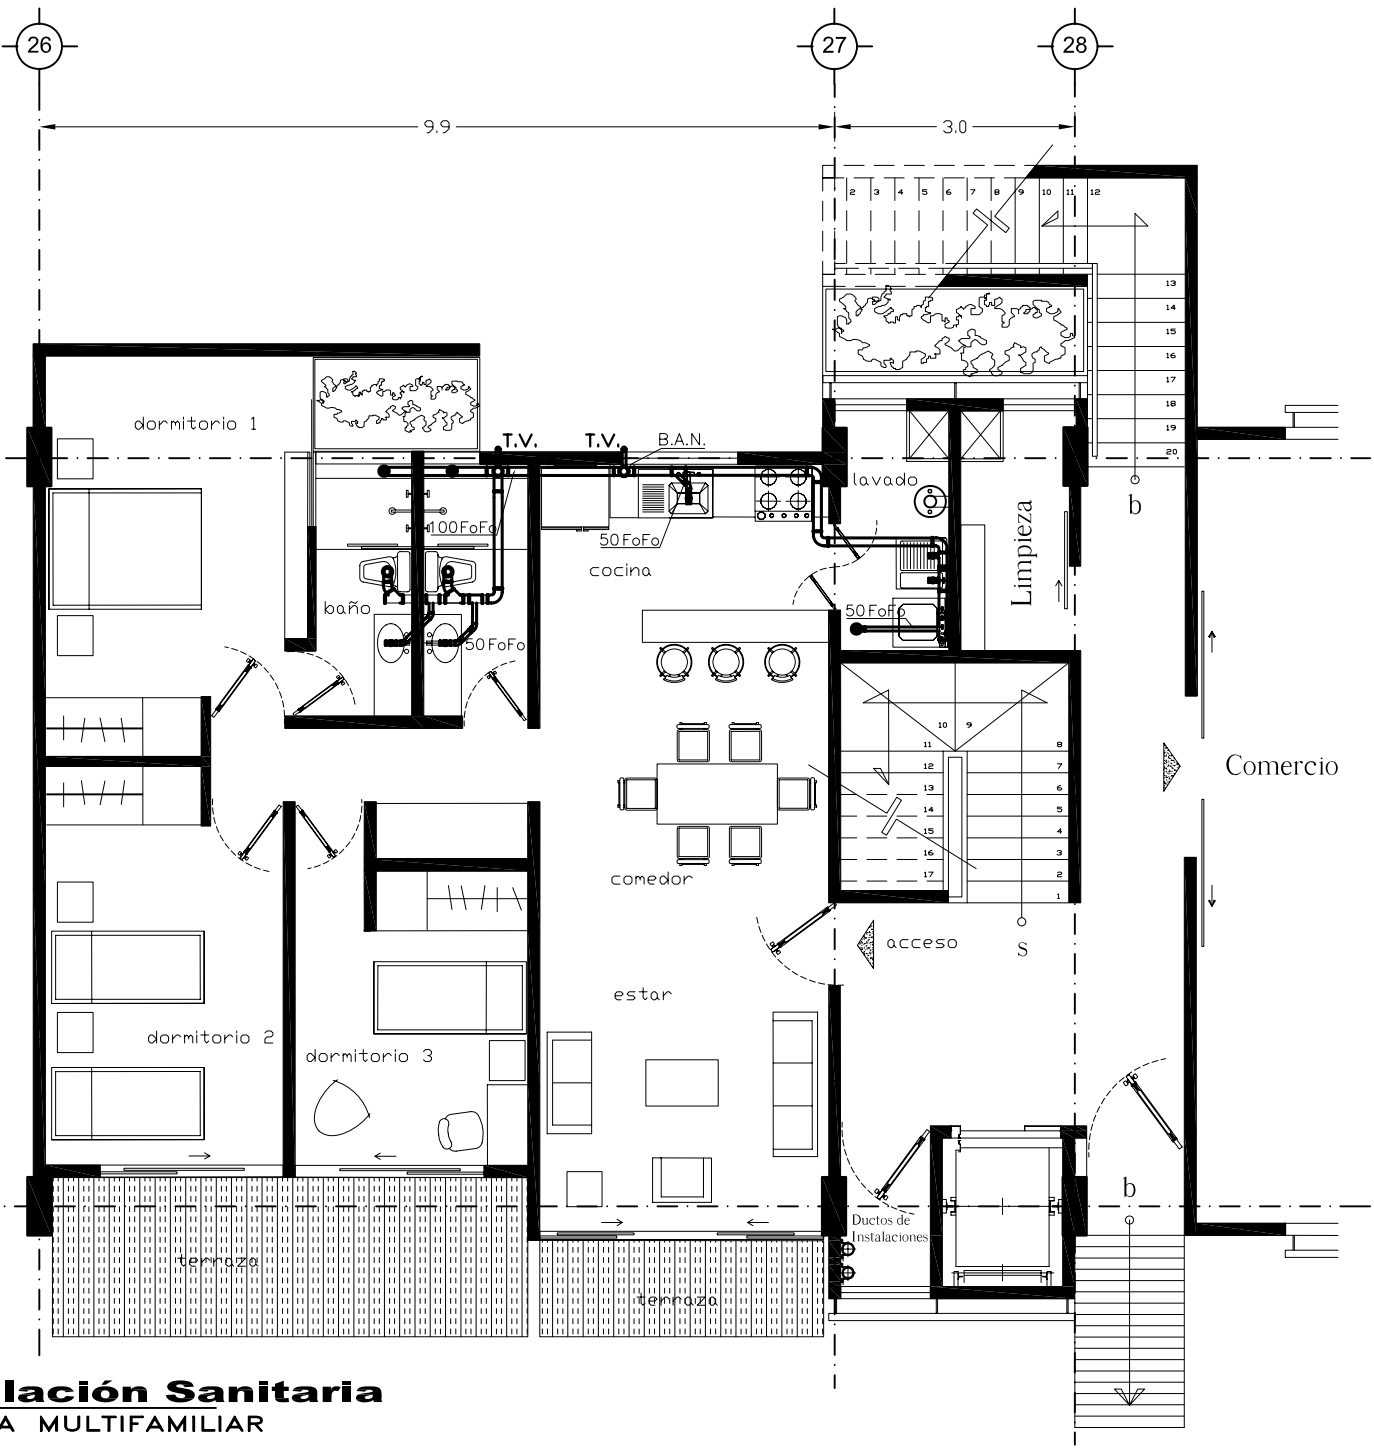 26
27
28
9.9
3.0
2 3 4 5 6 7 8 9 10 11 12
13
14
15
16
17
18
19
20
b
dormitorio 1
T.V.
T.V.
B.A.N.
lavado
100FoFo
50FoFo
cocina
Limpieza
baño
50FoFo
50FoFo
10 9
11 8
12 7
13 6
14 5
15 4
16 3
17 2
1
Comercio
comedor
acceso
s
estar
dormitorio 2
dormitorio 3
b
Ductos de
Instalaciones
terraza
terraza
lación Sanitaria
A MULTIFAMILIAR